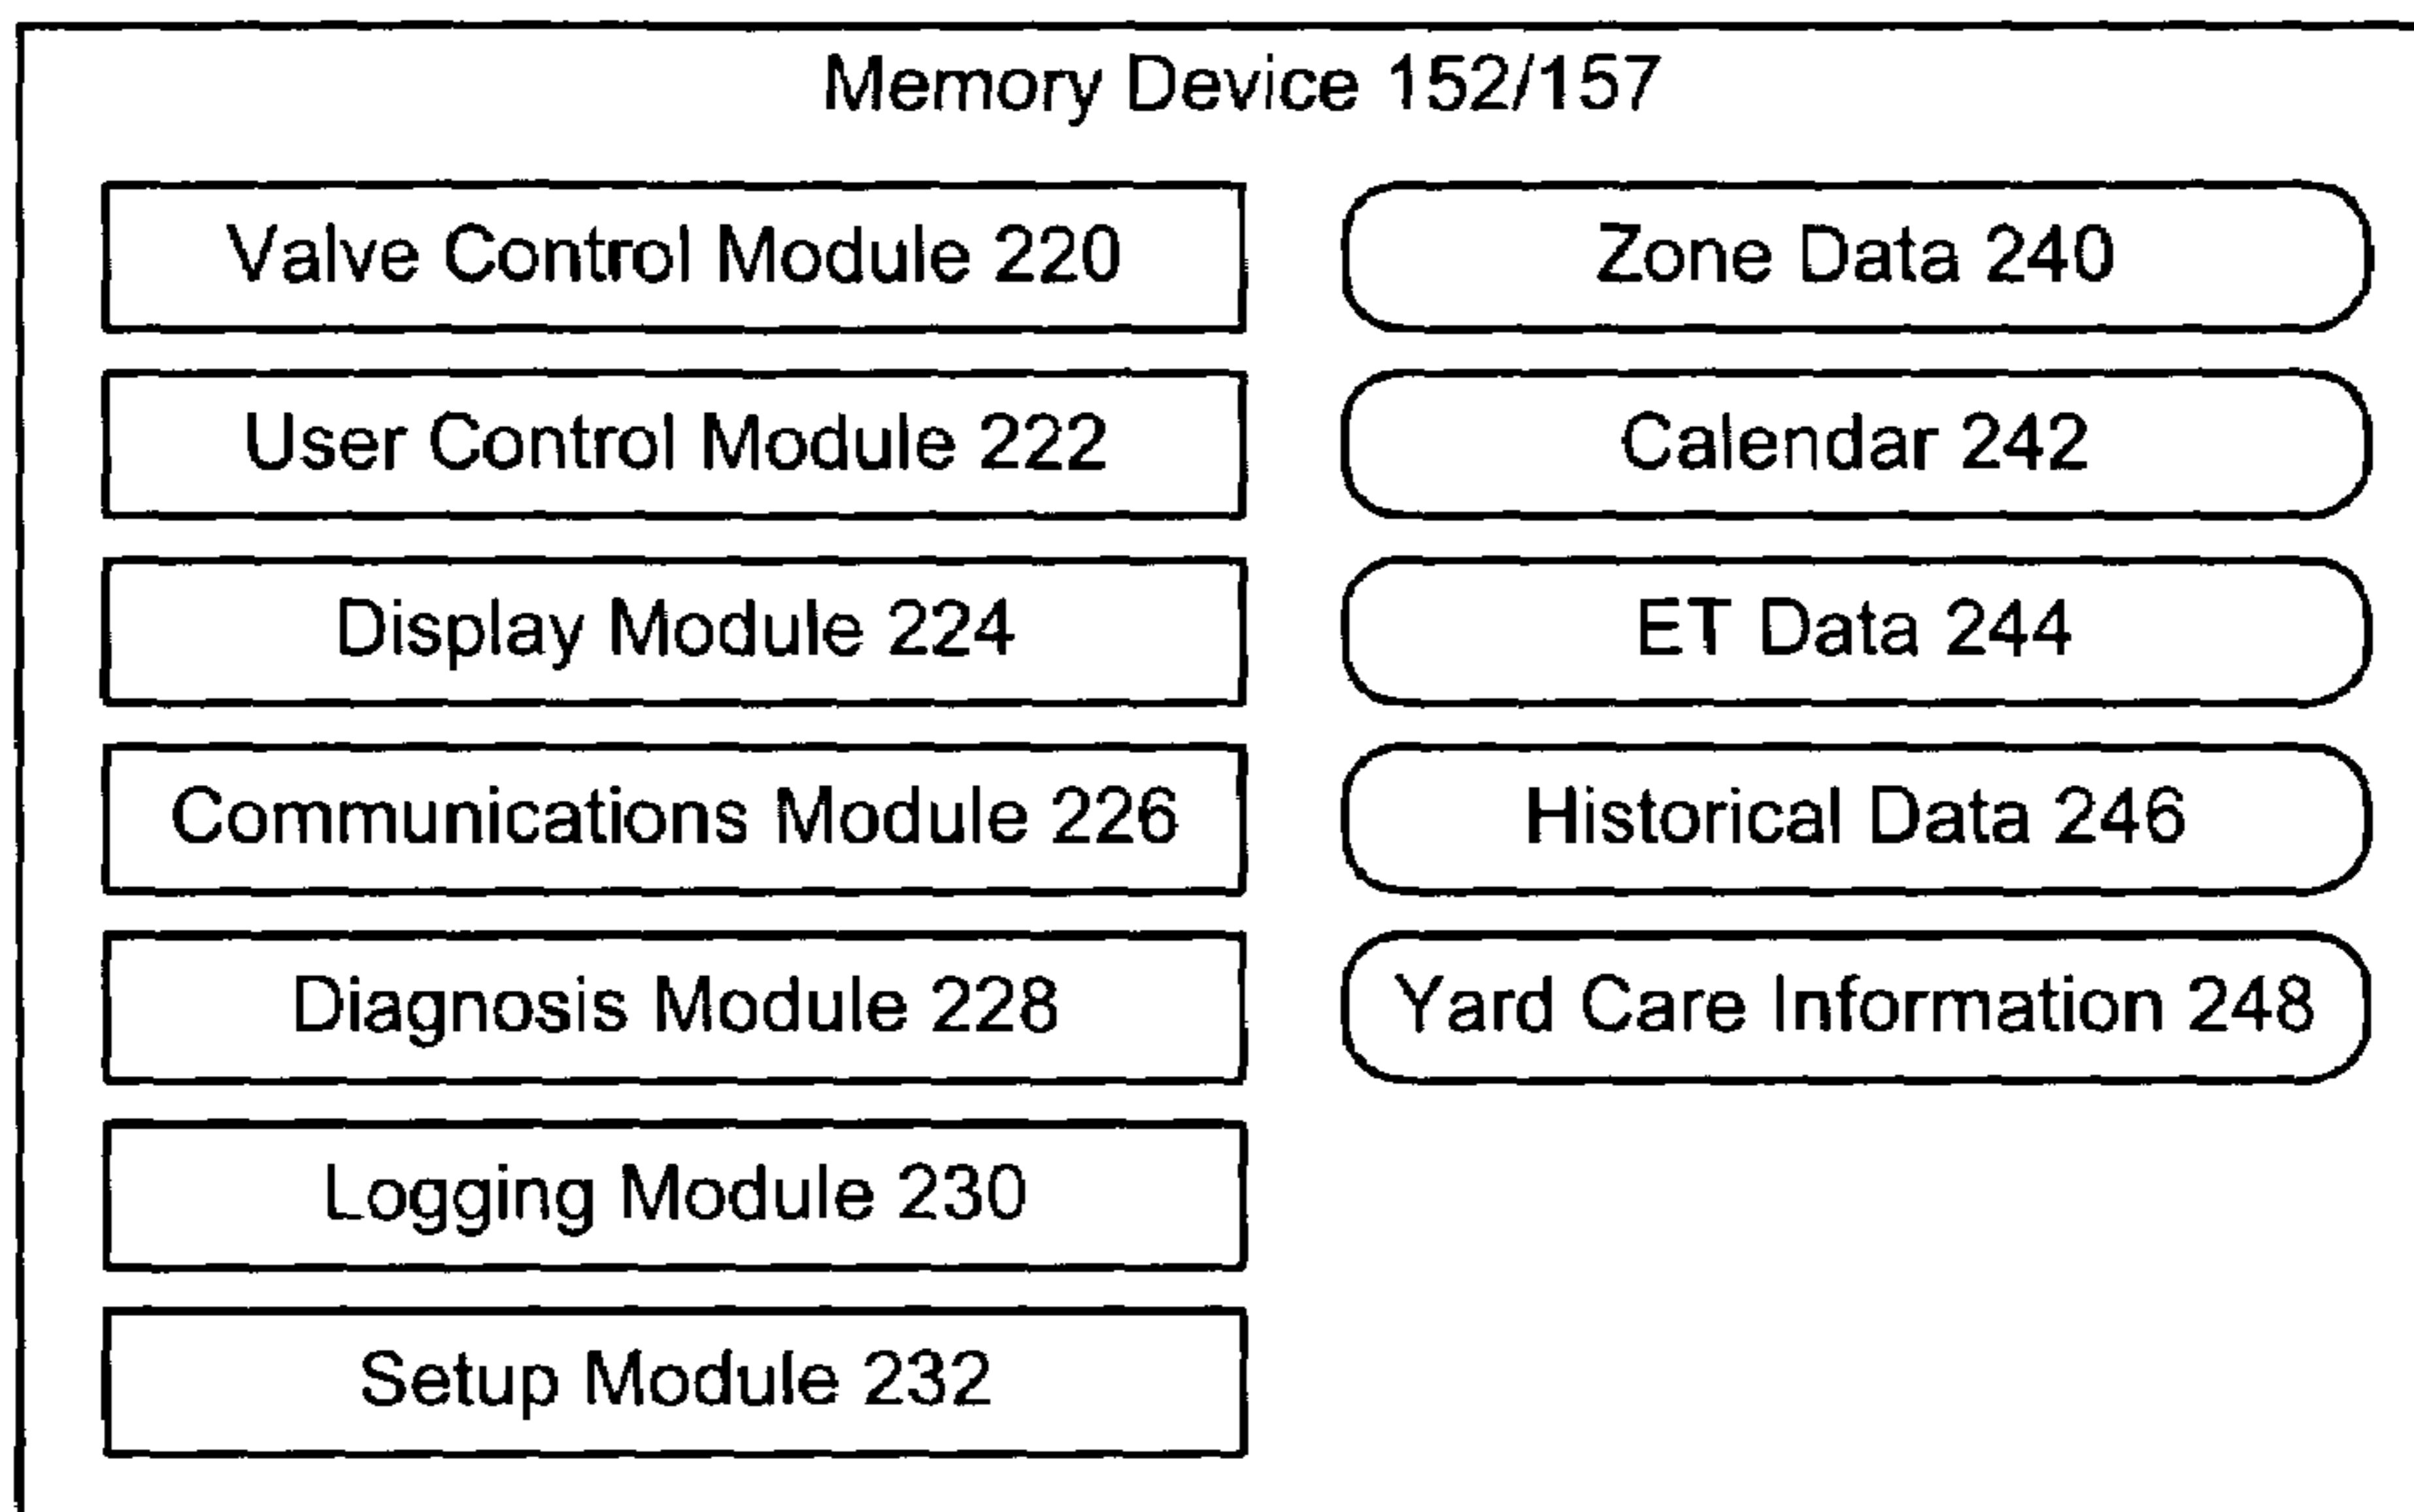 Memory Device 152/157
Valve Control Module 220
User Control Module 222
Display Module 224
Communications Module 226
Diagnosis Module 228
Logging Module 230
Setup Module 232
Zone Data 240
Calendar 242
ET Data 244
Historical Data 246
Yard Care Information 248